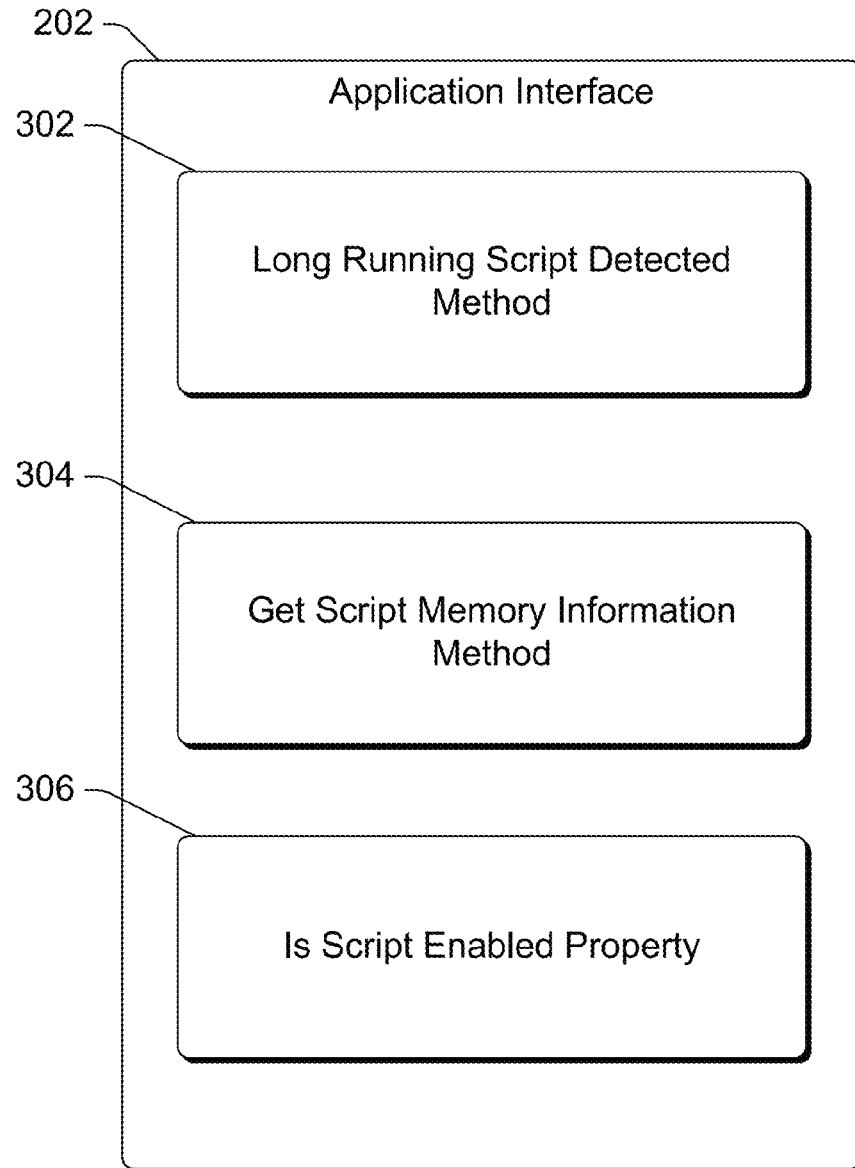 202
Application Interface
302
Long Running Script Detected
Method
304
Get Script Memory Information
Method
306
Is Script Enabled Property